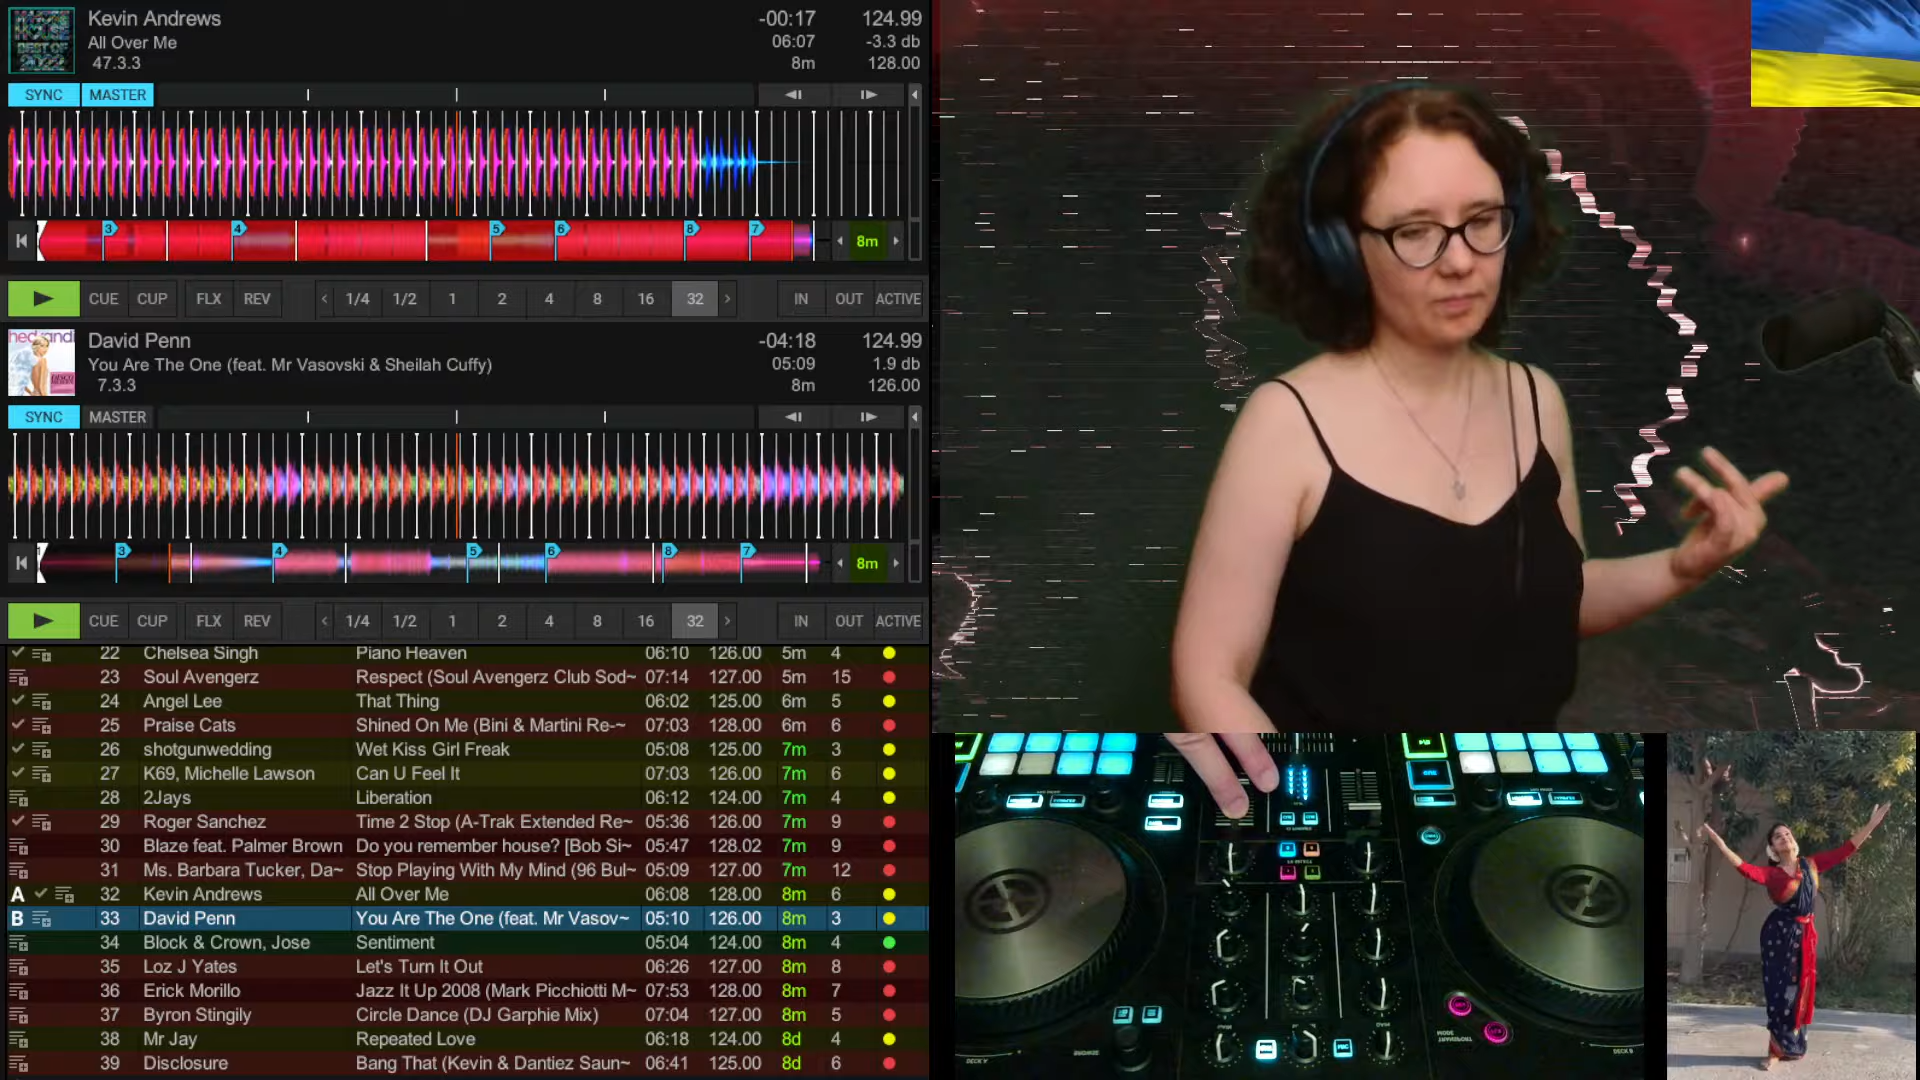 Kevin Andrews -00:17 124.99
All Over Me 06:07 -3.3 db
47.3.3 8m 128.00
HOUSE
BEST OF
2022
SYNC MASTER
3 4 5 6 8 7 8m
CUE CUP FLX REV 1/4 1/2 1 2 4 8 16 32 IN OUT ACTIVE
David Penn -04:18 124.99
You Are The One (feat. Mr Vasovski & Sheilah Cuffy) 05:09 1.9 db
7.3.3 8m 126.00
SYNC MASTER
1 3 4 5 6 8 7 8m
CUE CUP FLX REV 1/4 1/2 1 2 4 8 16 32 IN OUT ACTIVE
22 Chelsea Singh Piano Heaven 06:10 126.00 5m 4
23 Soul Avengerz Respect (Soul Avengerz Club Sod~ 07:14 127.00 5m 15
24 Angel Lee That Thing 06:02 125.00 6m 5
25 Praise Cats Shined On Me (Bini & Martini Re-~ 07:03 128.00 6m 6
26 shotgunwedding Wet Kiss Girl Freak 05:08 125.00 7m 3
27 K69, Michelle Lawson Can U Feel It 07:03 126.00 7m 6
28 2Jays Liberation 06:12 124.00 7m 4
29 Roger Sanchez Time 2 Stop (A-Trak Extended Re~ 05:36 126.00 7m 9
30 Blaze feat. Palmer Brown Do you remember house? [Bob Si~ 05:47 128.02 7m 9
31 Ms. Barbara Tucker, Da~ Stop Playing With My Mind (96 Bul~ 05:09 127.00 7m 12
A 32 Kevin Andrews All Over Me 06:08 128.00 8m 6
B 33 David Penn You Are The One (feat. Mr Vasov~ 05:10 126.00 8m 3
34 Block & Crown, Jose Sentiment 05:04 124.00 8m 4
35 Loz J Yates Let's Turn It Out 06:26 127.00 8m 8
36 Erick Morillo Jazz It Up 2008 (Mark Picchiotti M~ 07:53 128.00 8m 7
37 Byron Stingily Circle Dance (DJ Garphie Mix) 07:04 127.00 8m 5
38 Mr Jay Repeated Love 06:18 124.00 8d 4
39 Disclosure Bang That (Kevin & Dantiez Saun~ 06:41 125.00 8d 6